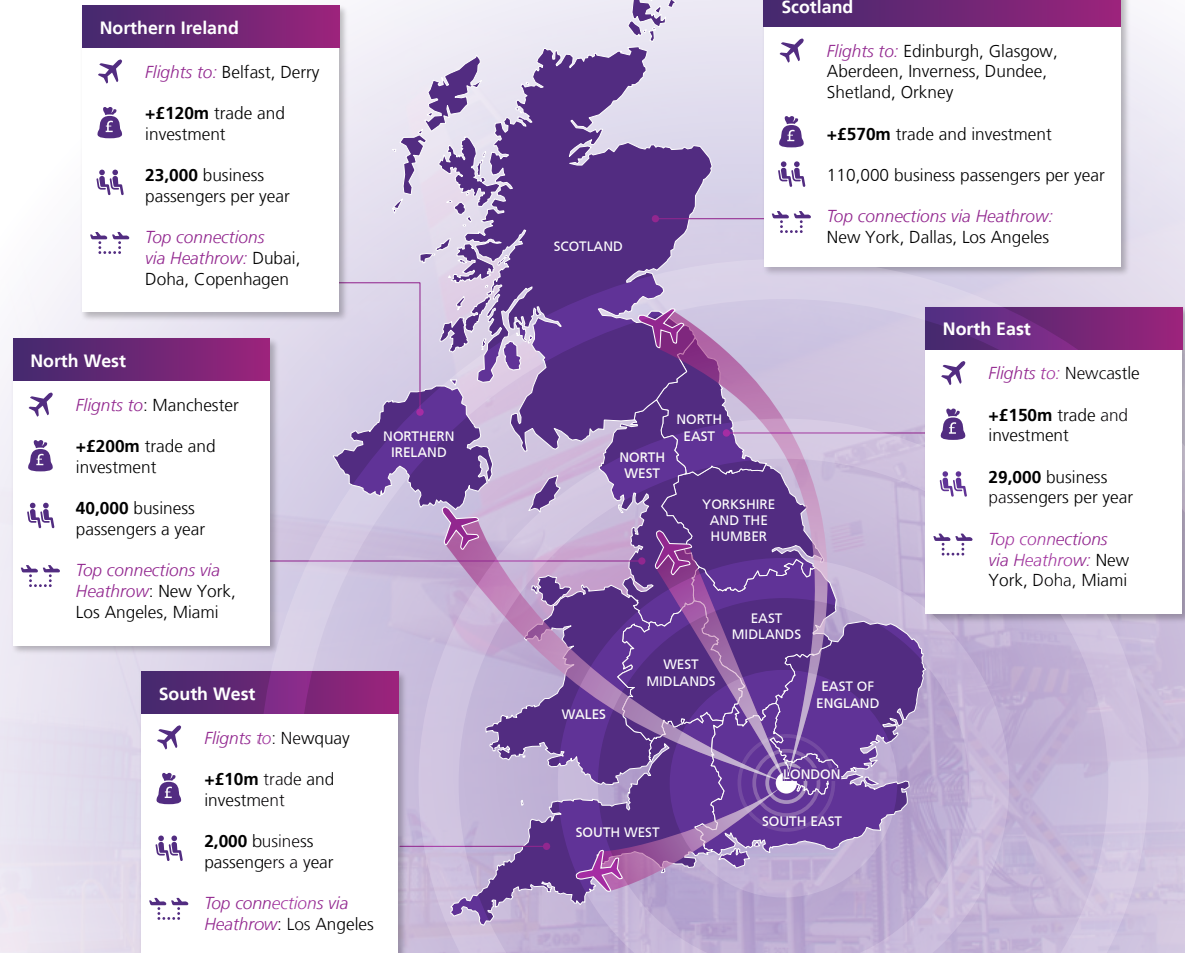 Northern Ireland
Flights to: Belfast, Derry
+£120m trade and
investment
23,000 business
passengers per year
Top connections
via Heathrow: Dubai,
Doha, Copenhagen
Scotland
Flights to: Edinburgh, Glasgow,
Aberdeen, Inverness, Dundee,
Shetland, Orkney
+£570m trade and investment
110,000 business passengers per year
Top connections via Heathrow:
New York, Dallas, Los Angeles
North West
Flignts to: Manchester
+£200m trade and
investment
40,000 business
passengers a year
Top connections via
Heathrow: New York,
Los Angeles, Miami
North East
Flights to: Newcastle
+£150m trade and
investment
29,000 business
passengers per year
Top connections
via Heathrow: New
York, Doha, Miami
South West
Flignts to: Newquay
+£10m trade and
investment
2,000 business
passengers a year
Top connections via
Heathrow: Los Angeles
SCOTLAND
NORTHERN
IRELAND
NORTH
EAST
NORTH
WEST
YORKSHIRE
AND THE
HUMBER
EAST
MIDLANDS
WEST
MIDLANDS
EAST OF
ENGLAND
WALES
LONDON
SOUTH EAST
SOUTH WEST
£
£
£
£
£